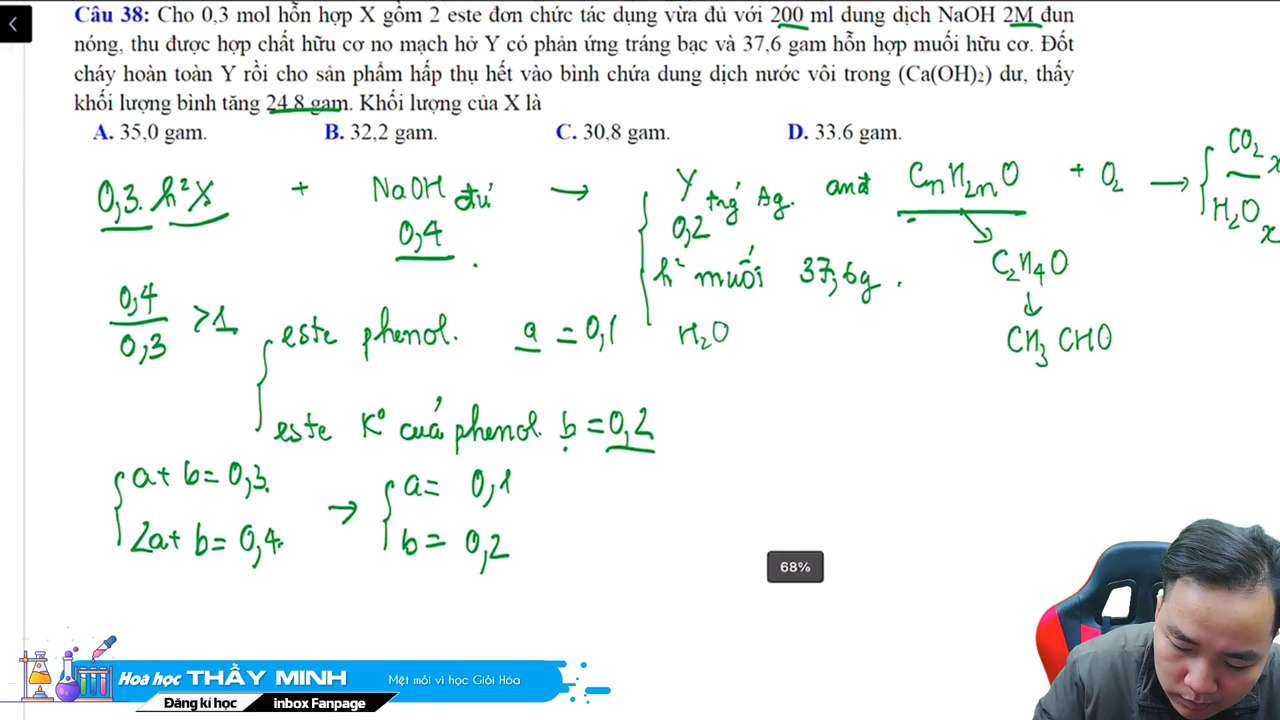 Câu 38: Cho 0,3 mol hỗn hợp X gồm 2 este đơn chức tác dụng vừa đủ với 200 ml dung dịch NaOH 2M đun
nóng, thu được hợp chất hữu cơ no mạch hở Y có phản ứng tráng bạc và 37,6 gam hỗn hợp muối hữu cơ. Đốt
cháy hoàn toàn Y rồi cho sản phẩm hấp thụ hết vào bình chứa dung dịch nước vôi trong (Ca(OH)₂) dư, thấy
khối lượng bình tăng 24,8 gam. Khối lượng của X là
A. 35,0 gam. B. 32,2 gam. C. 30,8 gam. D. 33.6 gam.
0,3. h² X + NaOH đủ → Y trg/ Ag. anđ CnH2nO + O₂ → CO₂ x
0,4 0,2 H₂O x
h² muối 37,6g. C₂H₄O
0,4/0,3 >1 este phenol. a = 0,1 H₂O CH₃CHO
este k⁰ của phenol. b = 0,2
a + b = 0,3. → a = 0,1
2a + b = 0,4. b = 0,2
68%
Hoá học THẦY MINH
Mệt mỏi vì học Giỏi Hóa
Đăng kí học inbox Fanpage